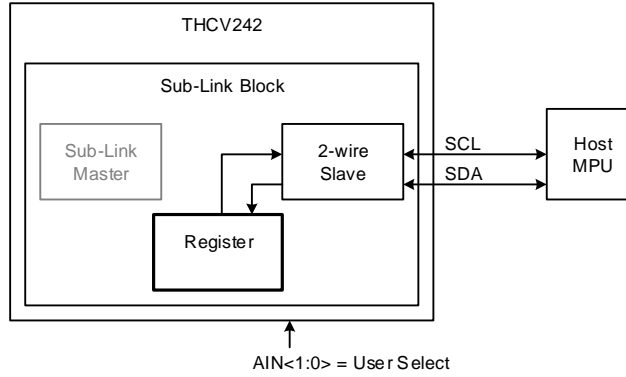 THCV242
Sub-Link Block
Sub-Link
Master
2-wire
Slave
SCL
SDA
Host
MPU
Register
AIN<1:0> = User Select